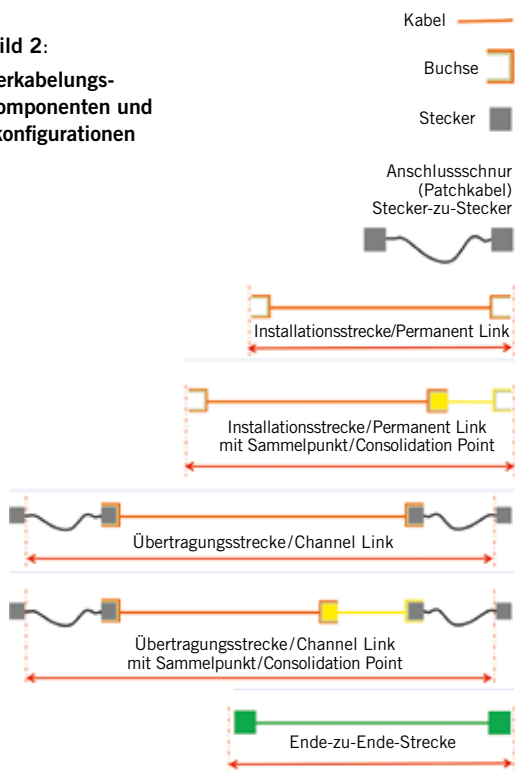 ild 2:
erkabelungs-
omponenten und
konfigurationen
Kabel
Buchse
Stecker
Anschlussschnur
(Patchkabel)
Stecker-zu-Stecker
Installationsstrecke/Permanent Link
Installationsstrecke/Permanent Link
mit Sammelpunkt/Consolidation Point
Übertragungsstrecke/Channel Link
Übertragungsstrecke/Channel Link
mit Sammelpunkt/Consolidation Point
Ende-zu-Ende-Strecke